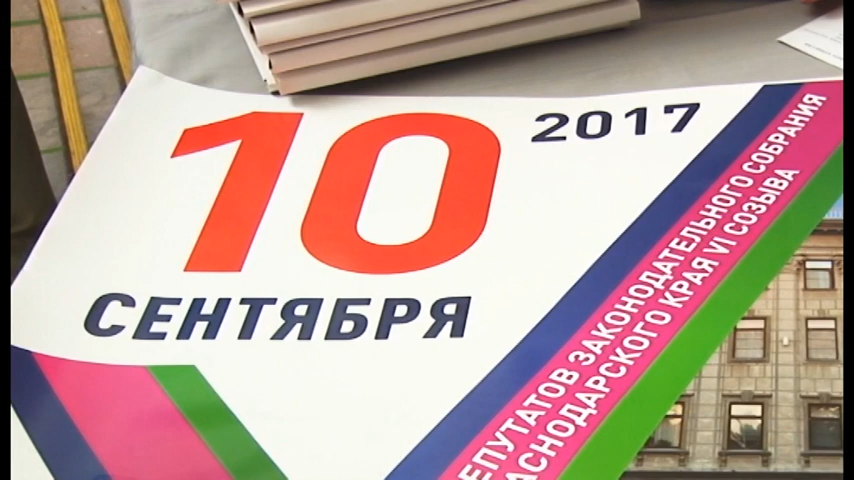 10
2017
СЕНТЯБРЯ
ЕПУТАТОВ ЗАКОНОДАТЕЛЬНОГО СОБРАНИЯ
АСНОДАРСКОГО КРАЯ VI СОЗЫВА